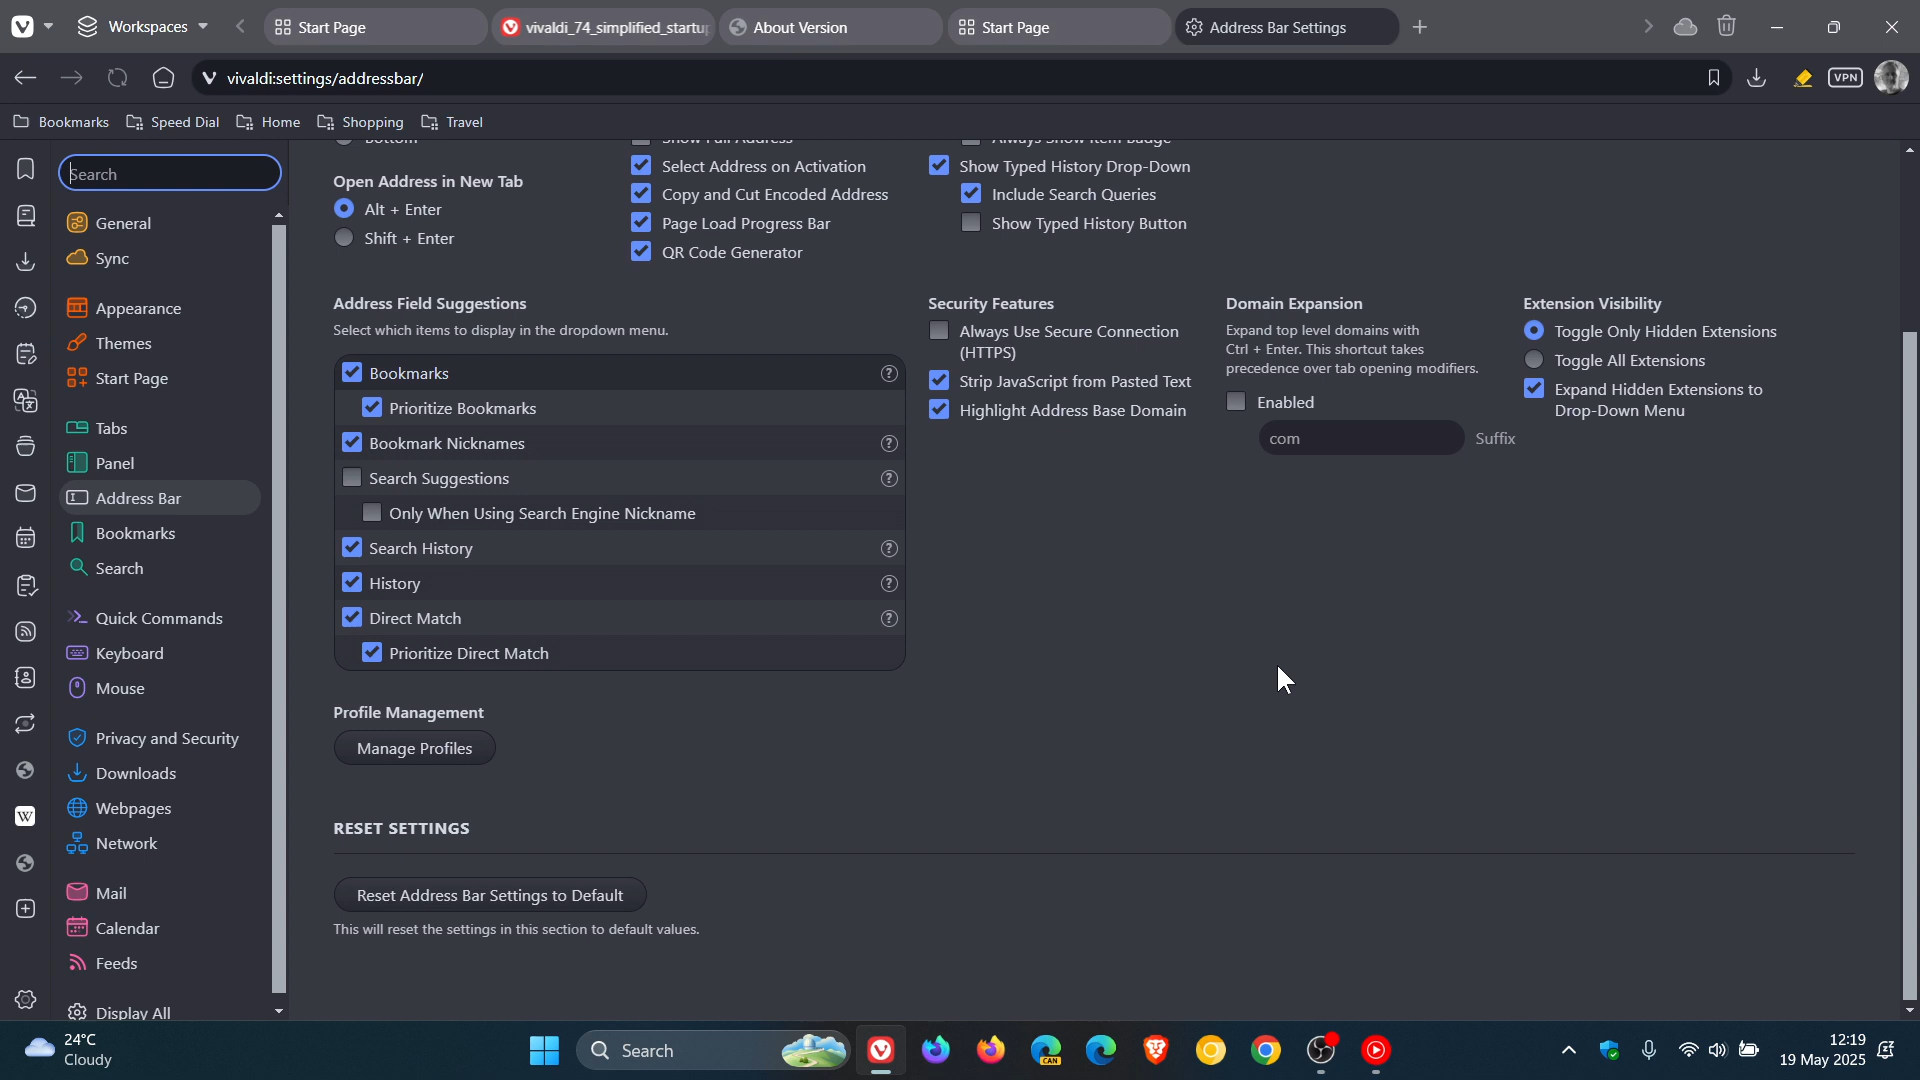 Workspaces
Start Page
vivaldi_74_simplified_startu
About Version
Start Page
Address Bar Settings
vivaldi:settings/addressbar/
VPN
Bookmarks
Speed Dial
Home
Shopping
Travel
Search
General
Sync
Appearance
Themes
Start Page
Tabs
Panel
Address Bar
Bookmarks
Search
Quick Commands
Keyboard
Mouse
Privacy and Security
Downloads
Webpages
Network
Mail
Calendar
Feeds
Display All
Bottom
Open Address in New Tab
Alt + Enter
Shift + Enter
Show Full Address
Select Address on Activation
Copy and Cut Encoded Address
Page Load Progress Bar
QR Code Generator
Always Show Item Badge
Show Typed History Drop-Down
Include Search Queries
Show Typed History Button
Address Field Suggestions
Select which items to display in the dropdown menu.
Bookmarks
Prioritize Bookmarks
Bookmark Nicknames
Search Suggestions
Only When Using Search Engine Nickname
Search History
History
Direct Match
Prioritize Direct Match
Security Features
Always Use Secure Connection
(HTTPS)
Strip JavaScript from Pasted Text
Highlight Address Base Domain
Domain Expansion
Expand top level domains with
Ctrl + Enter. This shortcut takes
precedence over tab opening modifiers.
Enabled
com
Suffix
Extension Visibility
Toggle Only Hidden Extensions
Toggle All Extensions
Expand Hidden Extensions to
Drop-Down Menu
Profile Management
Manage Profiles
RESET SETTINGS
Reset Address Bar Settings to Default
This will reset the settings in this section to default values.
24°C
Cloudy
Search
CAN
12:19
19 May 2025